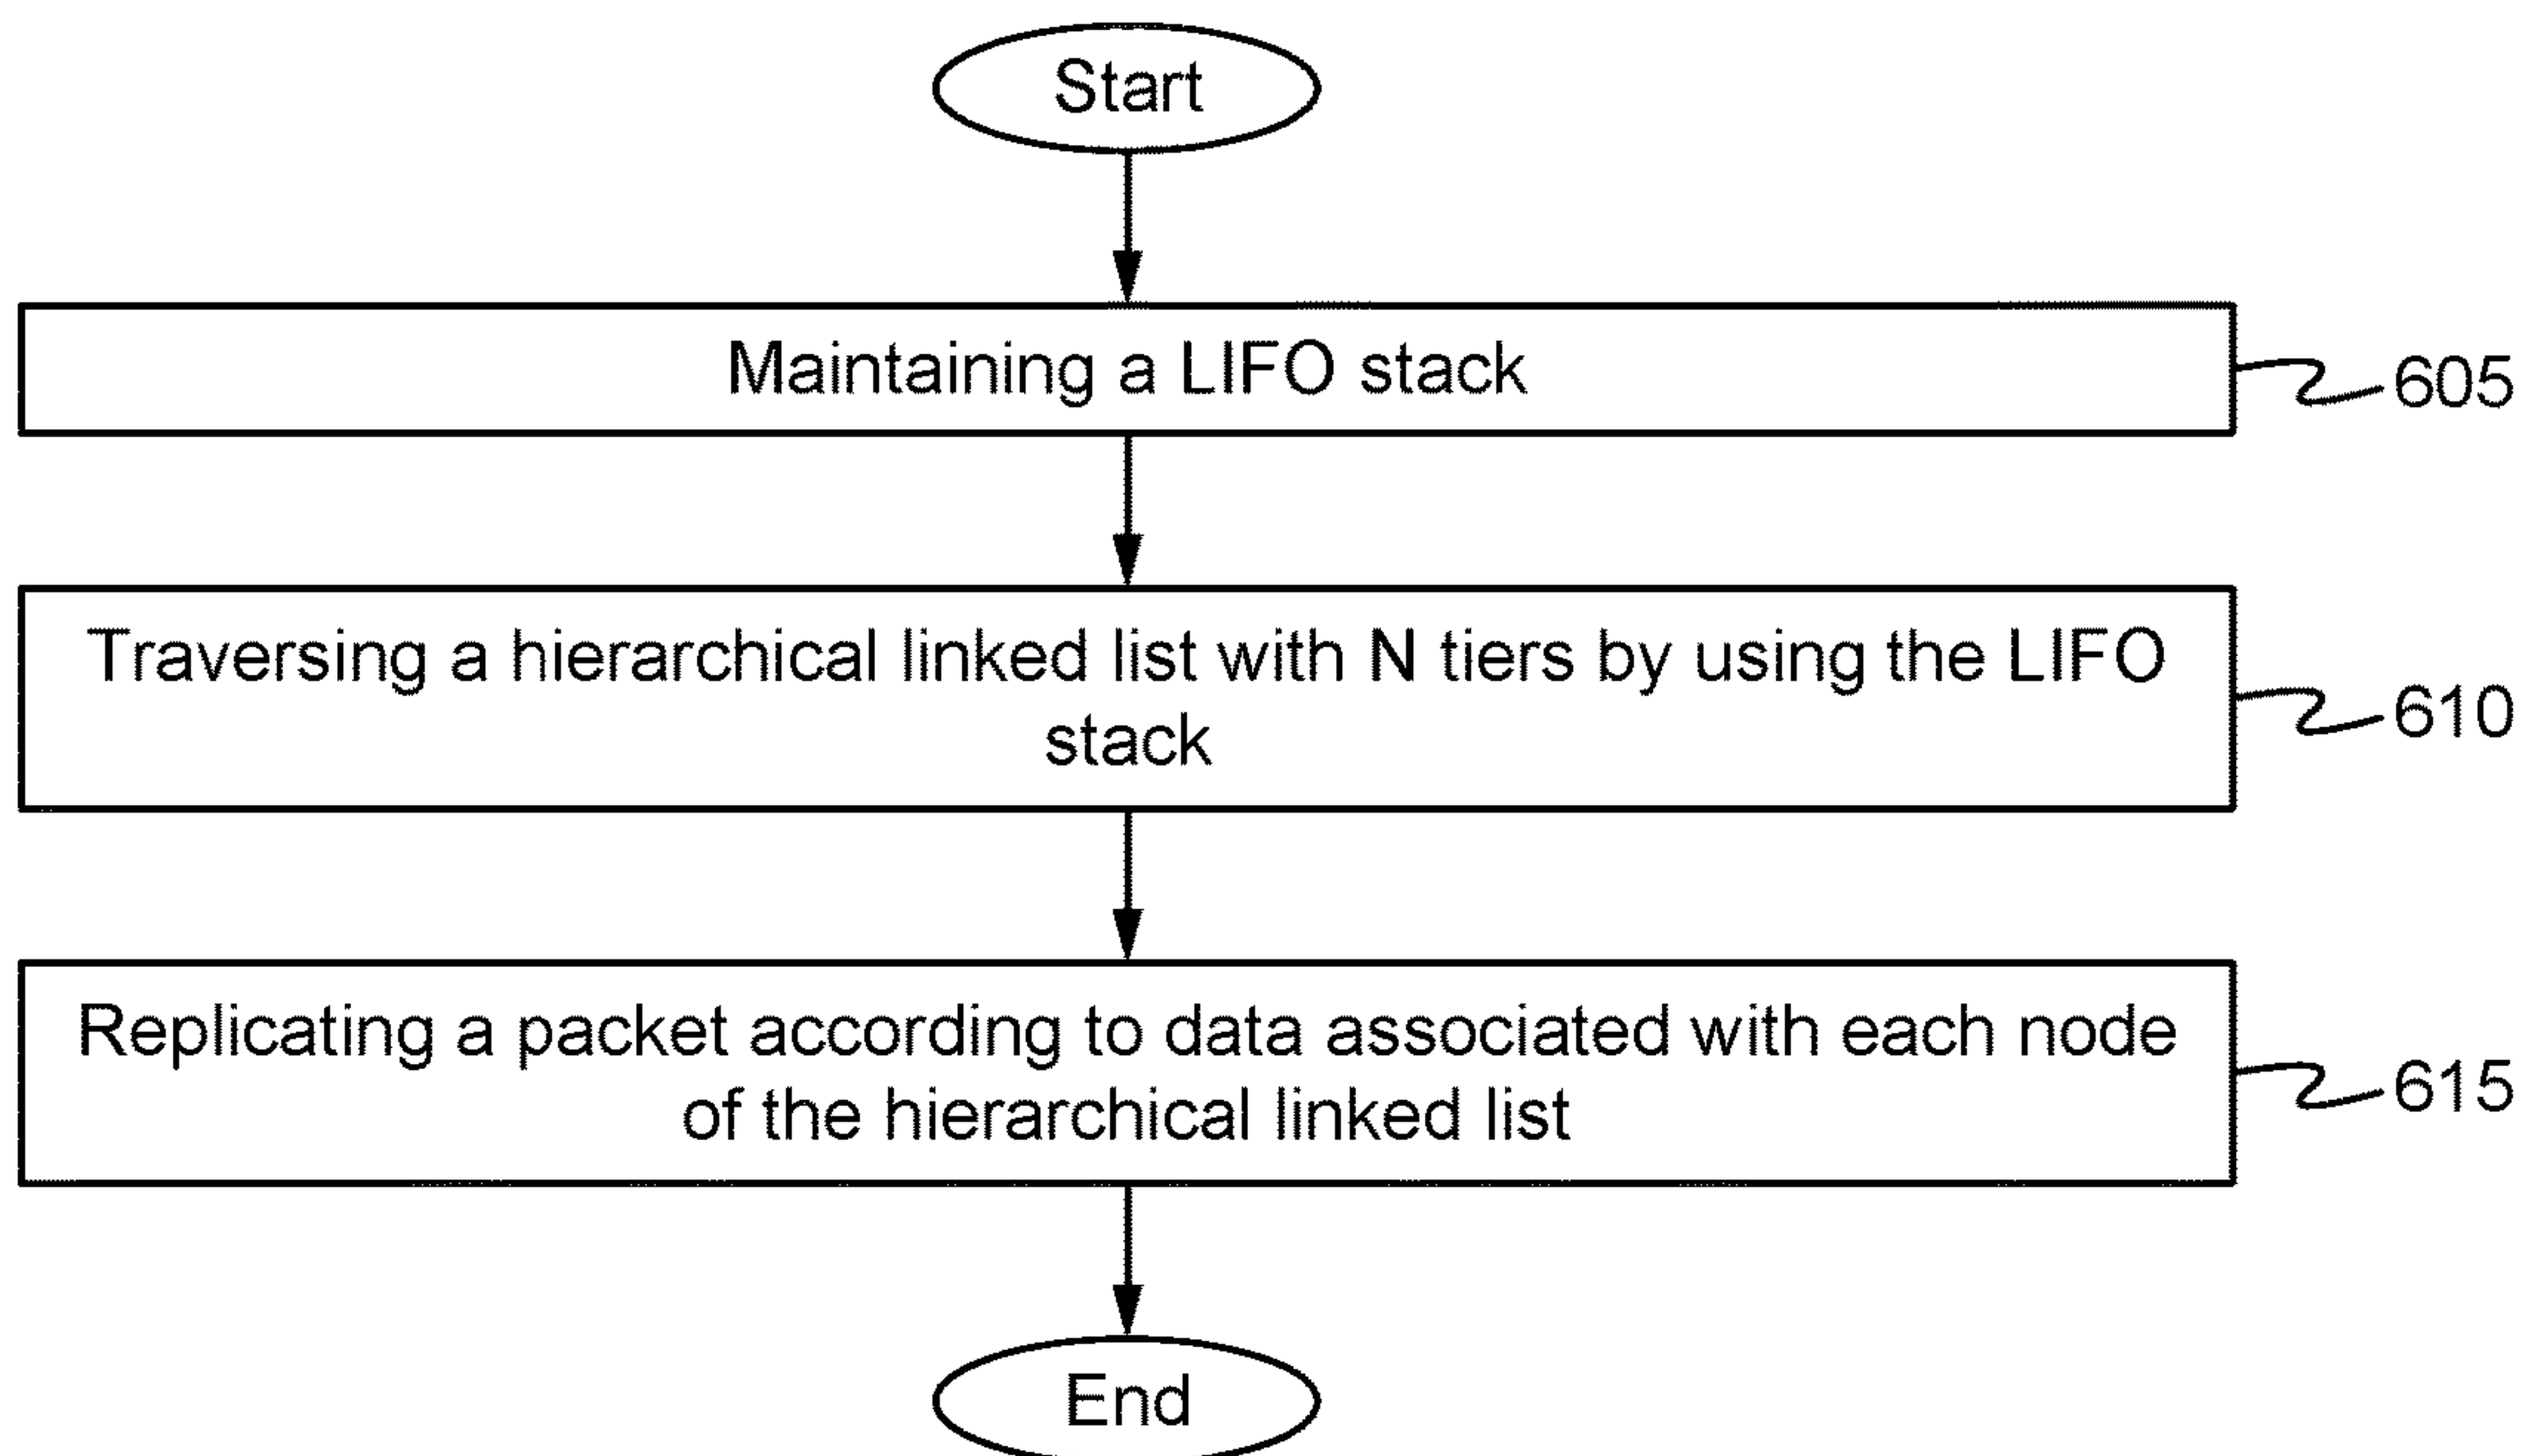 Start
Maintaining a LIFO stack
605
Traversing a hierarchical linked list with N tiers by using the LIFO
stack
610
Replicating a packet according to data associated with each node
of the hierarchical linked list
615
End